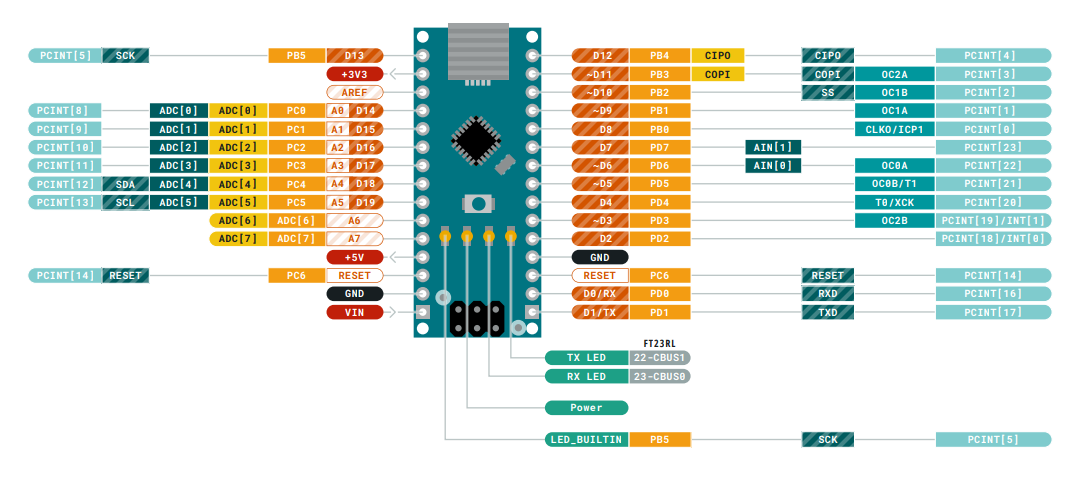 PCINT[5] SCK PB5 D13 D12 PB4 CIPO CIPO PCINT[4]
+3V3 ~D11 PB3 COPI COPI OC2A PCINT[3]
AREF ~D10 PB2 SS OC1B PCINT[2]
PCINT[8] ADC[0] ADC[0] PC0 A0 D14 ~D9 PB1 OC1A PCINT[1]
PCINT[9] ADC[1] ADC[1] PC1 A1 D15 D8 PB0 CLKO/ICP1 PCINT[0]
PCINT[10] ADC[2] ADC[2] PC2 A2 D16 D7 PD7 AIN[1] PCINT[23]
PCINT[11] ADC[3] ADC[3] PC3 A3 D17 ~D6 PD6 AIN[0] OC0A PCINT[22]
PCINT[12] SDA ADC[4] ADC[4] PC4 A4 D18 ~D5 PD5 OC0B/T1 PCINT[21]
PCINT[13] SCL ADC[5] ADC[5] PC5 A5 D19 D4 PD4 T0/XCK PCINT[20]
ADC[6] ADC[6] A6 ~D3 PD3 OC2B PCINT[19]/INT[1]
ADC[7] ADC[7] A7 D2 PD2 PCINT[18]/INT[0]
+5V GND
PCINT[14] RESET PC6 RESET RESET PC6 RESET PCINT[14]
GND D0/RX PD0 RXD PCINT[16]
VIN D1/TX PD1 TXD PCINT[17]
FT23RL
TX LED 22-CBUS1
RX LED 23-CBUS0
Power
LED_BUILTIN PB5 SCK PCINT[5]